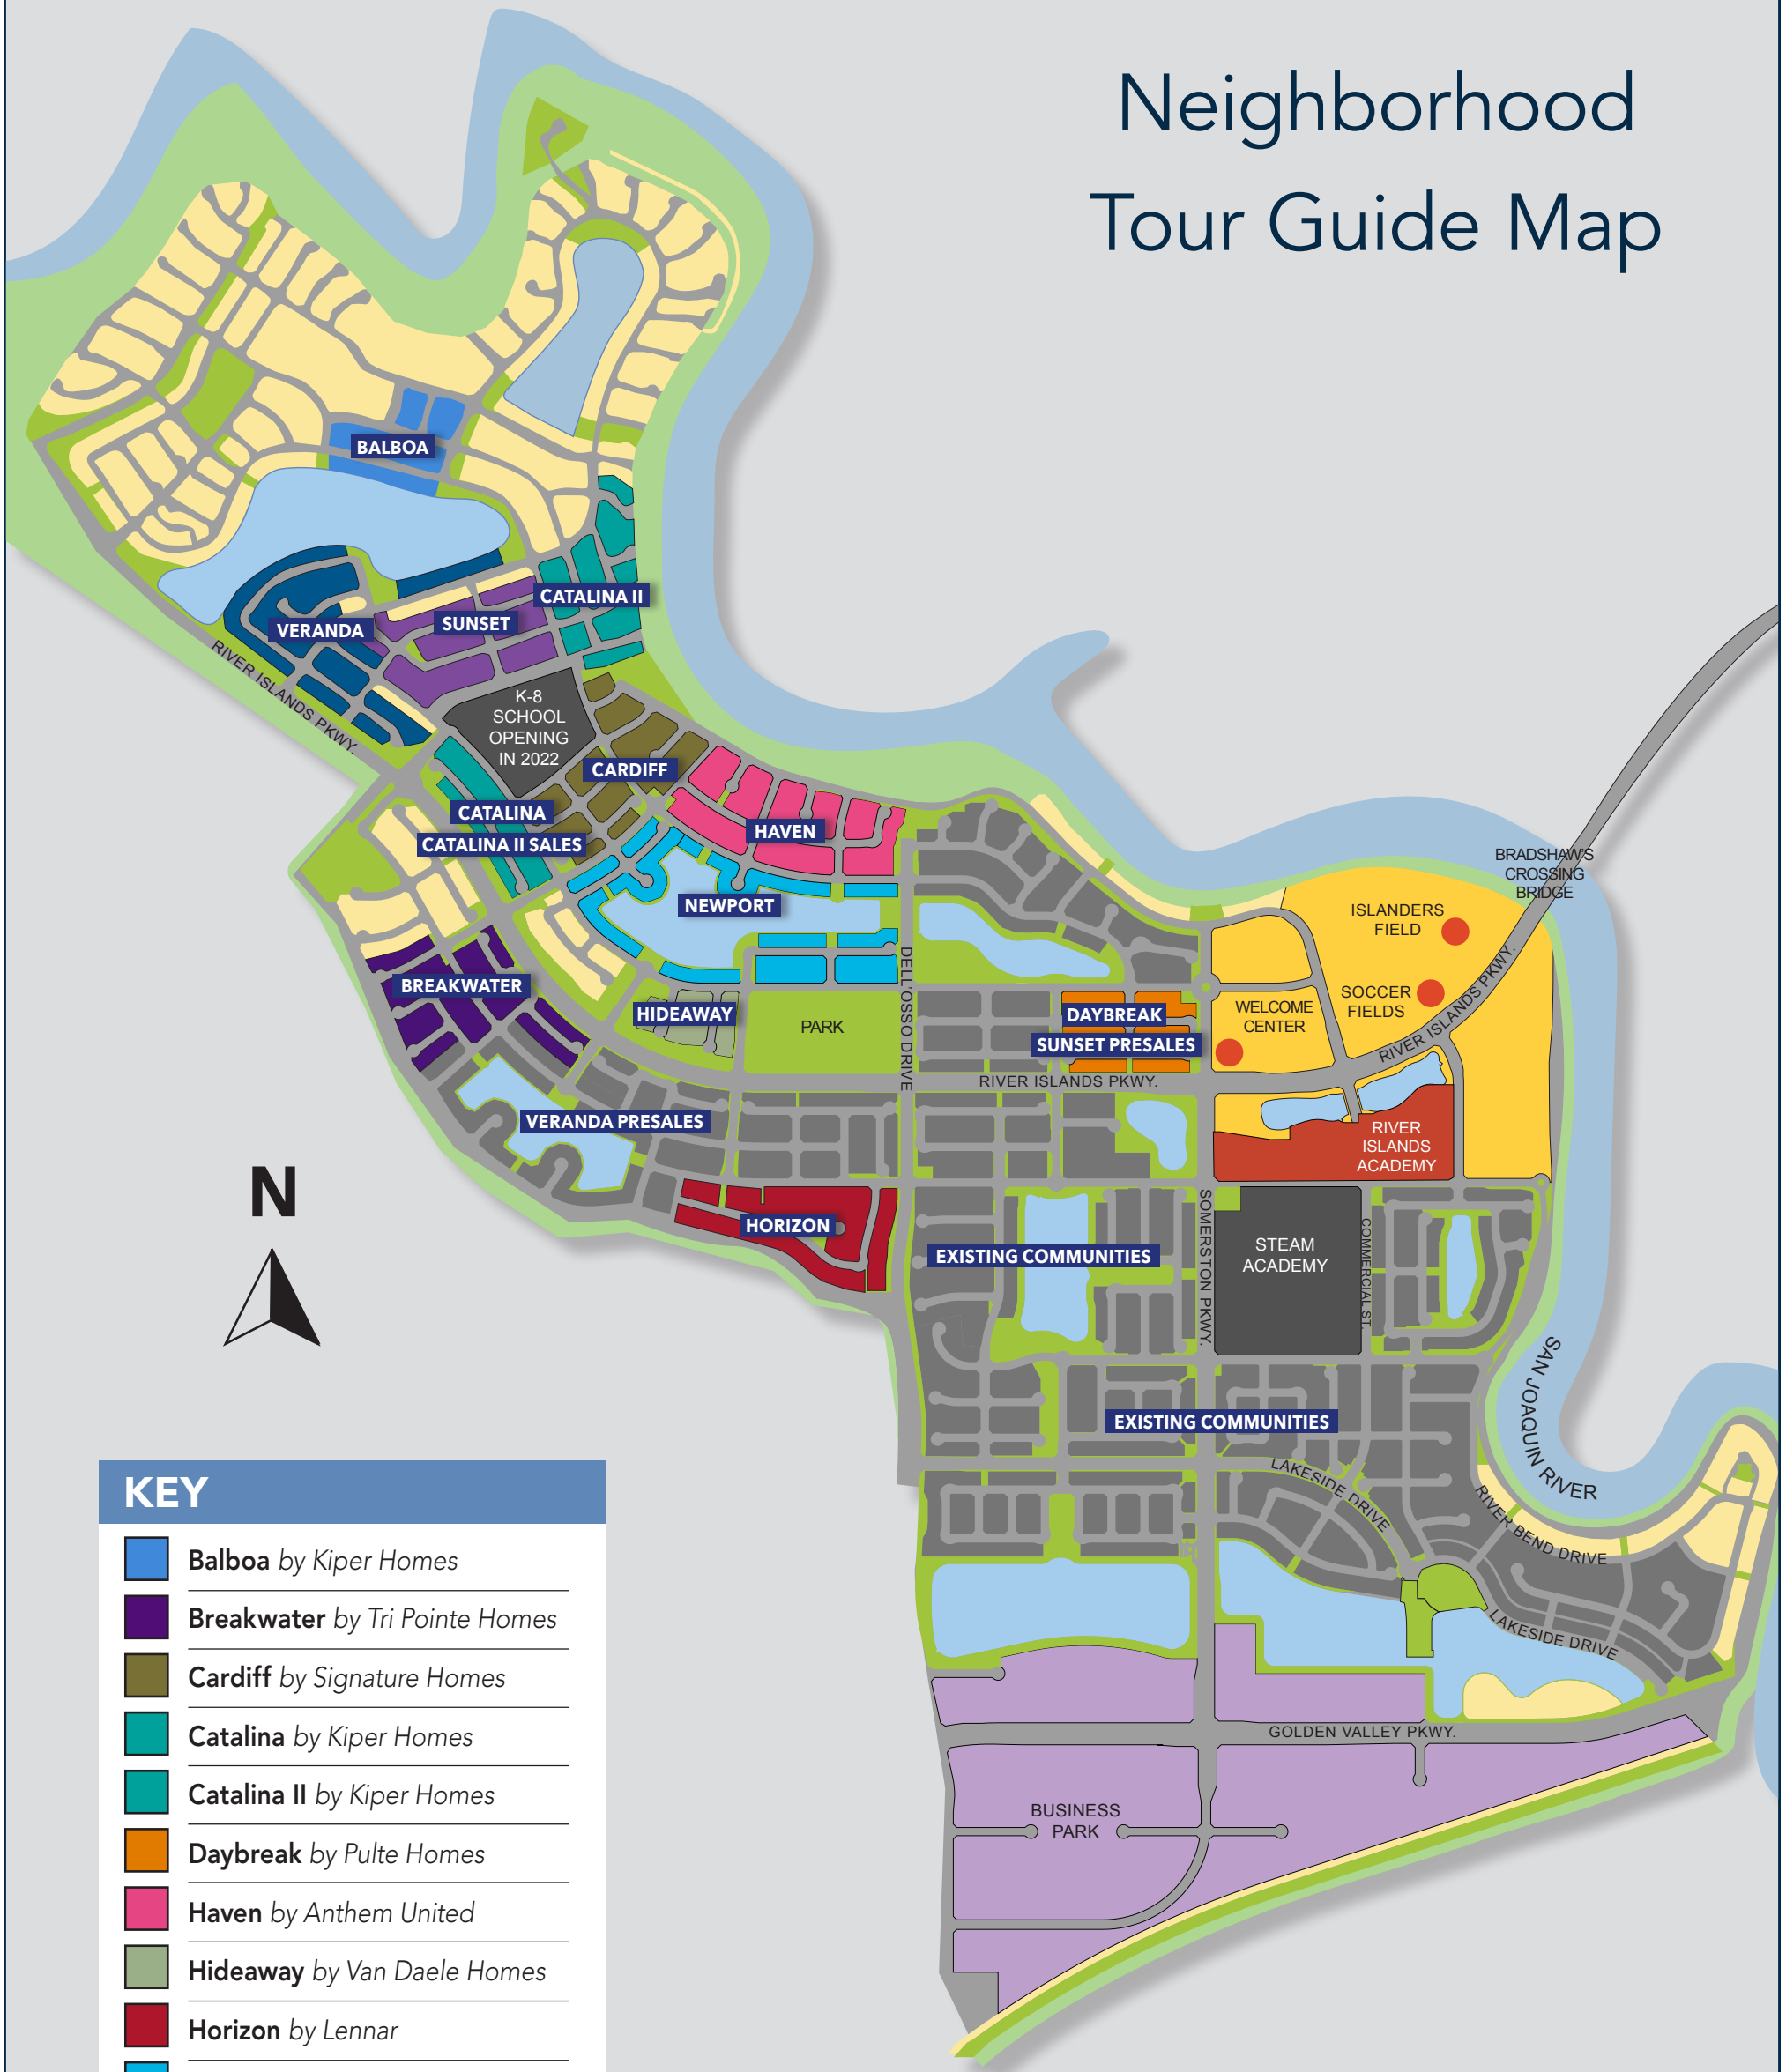 Neighborhood
Tour Guide Map
BALBOA
CATALINA II
SUNSET
VERANDA
RIVER ISLANDS PKWY.
K-8
SCHOOL
OPENING
IN 2022
CARDIFF
CATALINA
HAVEN
CATALINA II SALES
BRADSHAW'S
CROSSING
BRIDGE
NEWPORT
ISLANDERS
FIELD
DELL'OSSO DRIVE
BREAKWATER
SOCCER
FIELDS
RIVER ISLANDS PKWY.
HIDEAWAY
PARK
DAYBREAK
WELCOME
CENTER
SUNSET PRESALES
RIVER ISLANDS PKWY.
VERANDA PRESALES
RIVER
ISLANDS
ACADEMY
N
HORIZON
EXISTING COMMUNITIES
SOMERSTON PKWY.
STEAM
ACADEMY
COMMERCIAL ST.
SAN JOAQUIN RIVER
EXISTING COMMUNITIES
LAKESIDE DRIVE
RIVER BEND DRIVE
LAKESIDE DRIVE
GOLDEN VALLEY PKWY.
BUSINESS
PARK
KEY
Balboa by Kiper Homes
Breakwater by Tri Pointe Homes
Cardiff by Signature Homes
Catalina by Kiper Homes
Catalina II by Kiper Homes
Daybreak by Pulte Homes
Haven by Anthem United
Hideaway by Van Daele Homes
Horizon by Lennar